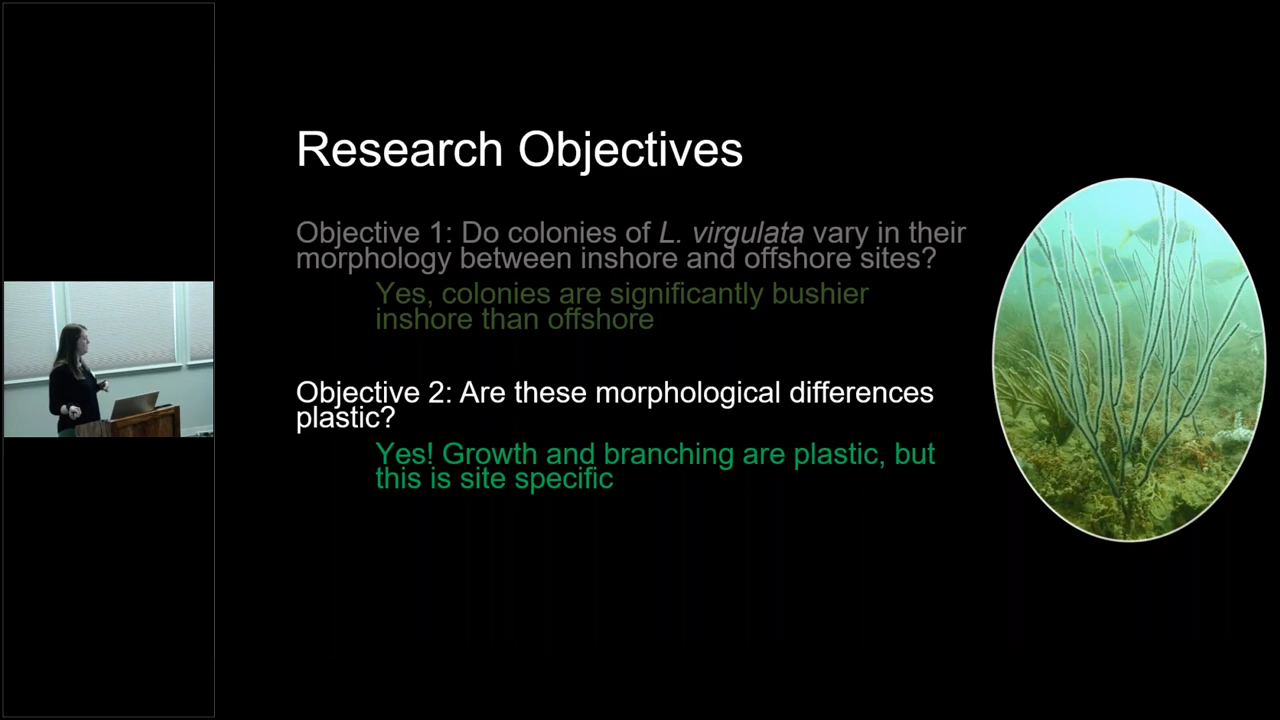 Research Objectives
Objective 1: Do colonies of L. virgulata vary in their
morphology between inshore and offshore sites?
Yes, colonies are significantly bushier
inshore than offshore
Objective 2: Are these morphological differences
plastic?
Yes! Growth and branching are plastic, but
this is site specific